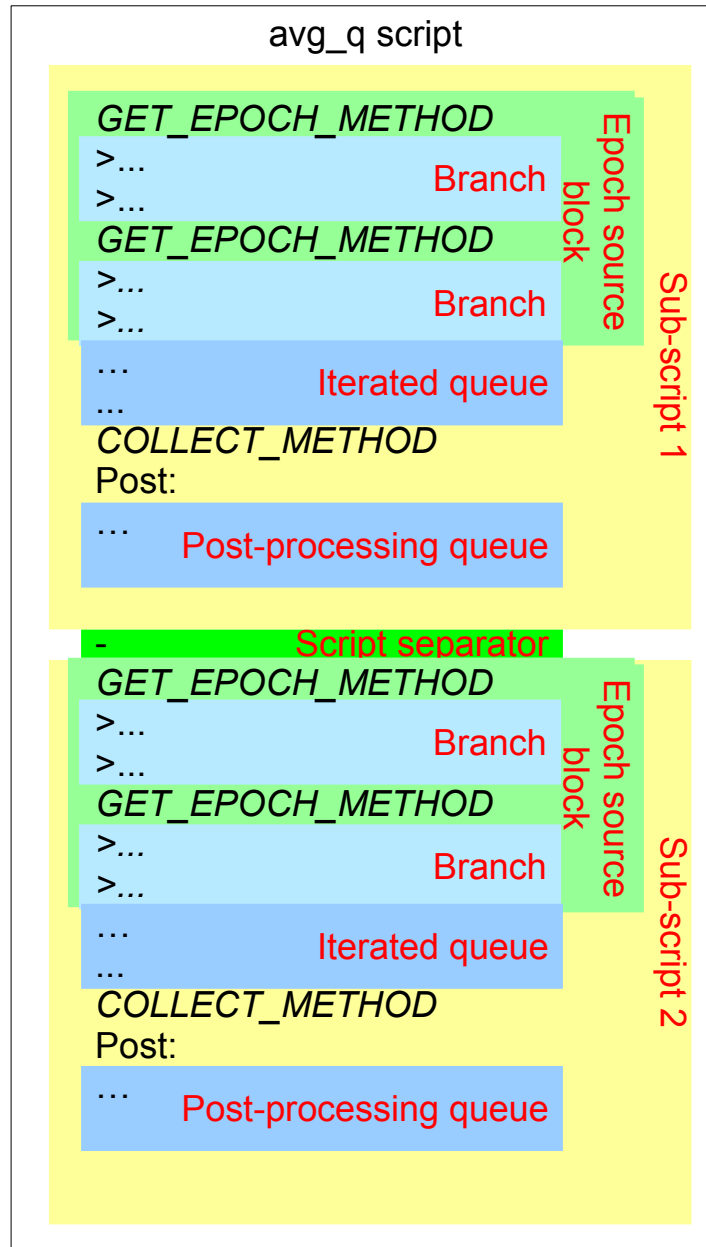 avg_q script
GET_EPOCH_METHOD
>...
Branch
>...
GET_EPOCH_METHOD
>...
Branch
>...
Epoch source
block
…
Iterated queue
...
COLLECT_METHOD
Post:
…
Post-processing queue
Sub-script 1
- Script separator
GET_EPOCH_METHOD
>...
Branch
>...
GET_EPOCH_METHOD
>...
Branch
>...
Epoch source
block
…
Iterated queue
...
COLLECT_METHOD
Post:
…
Post-processing queue
Sub-script 2